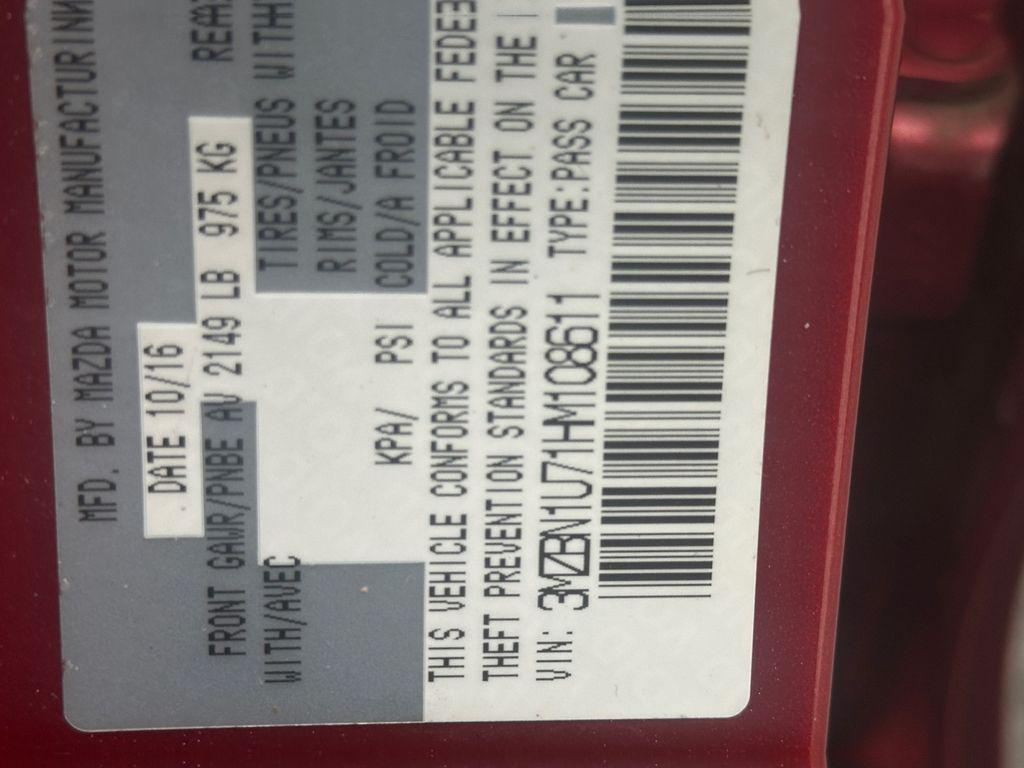 MFD. BY MAZDA MOTOR
DATE 10/16
FRONT GAWR/PNBE AV 2149 LB 975 KG
WITH/AVEC TIRES/PNEUS
RIMS/JANTES
KPA/ PSI COLD/A FROID
THIS VEHICLE CONFORMS TO ALL APPLICABLE
THEFT PREVENTION STANDARDS IN EFFECT ON THE
VIN: 3MZBN1U71HM108611 TYPE:PASS CAR